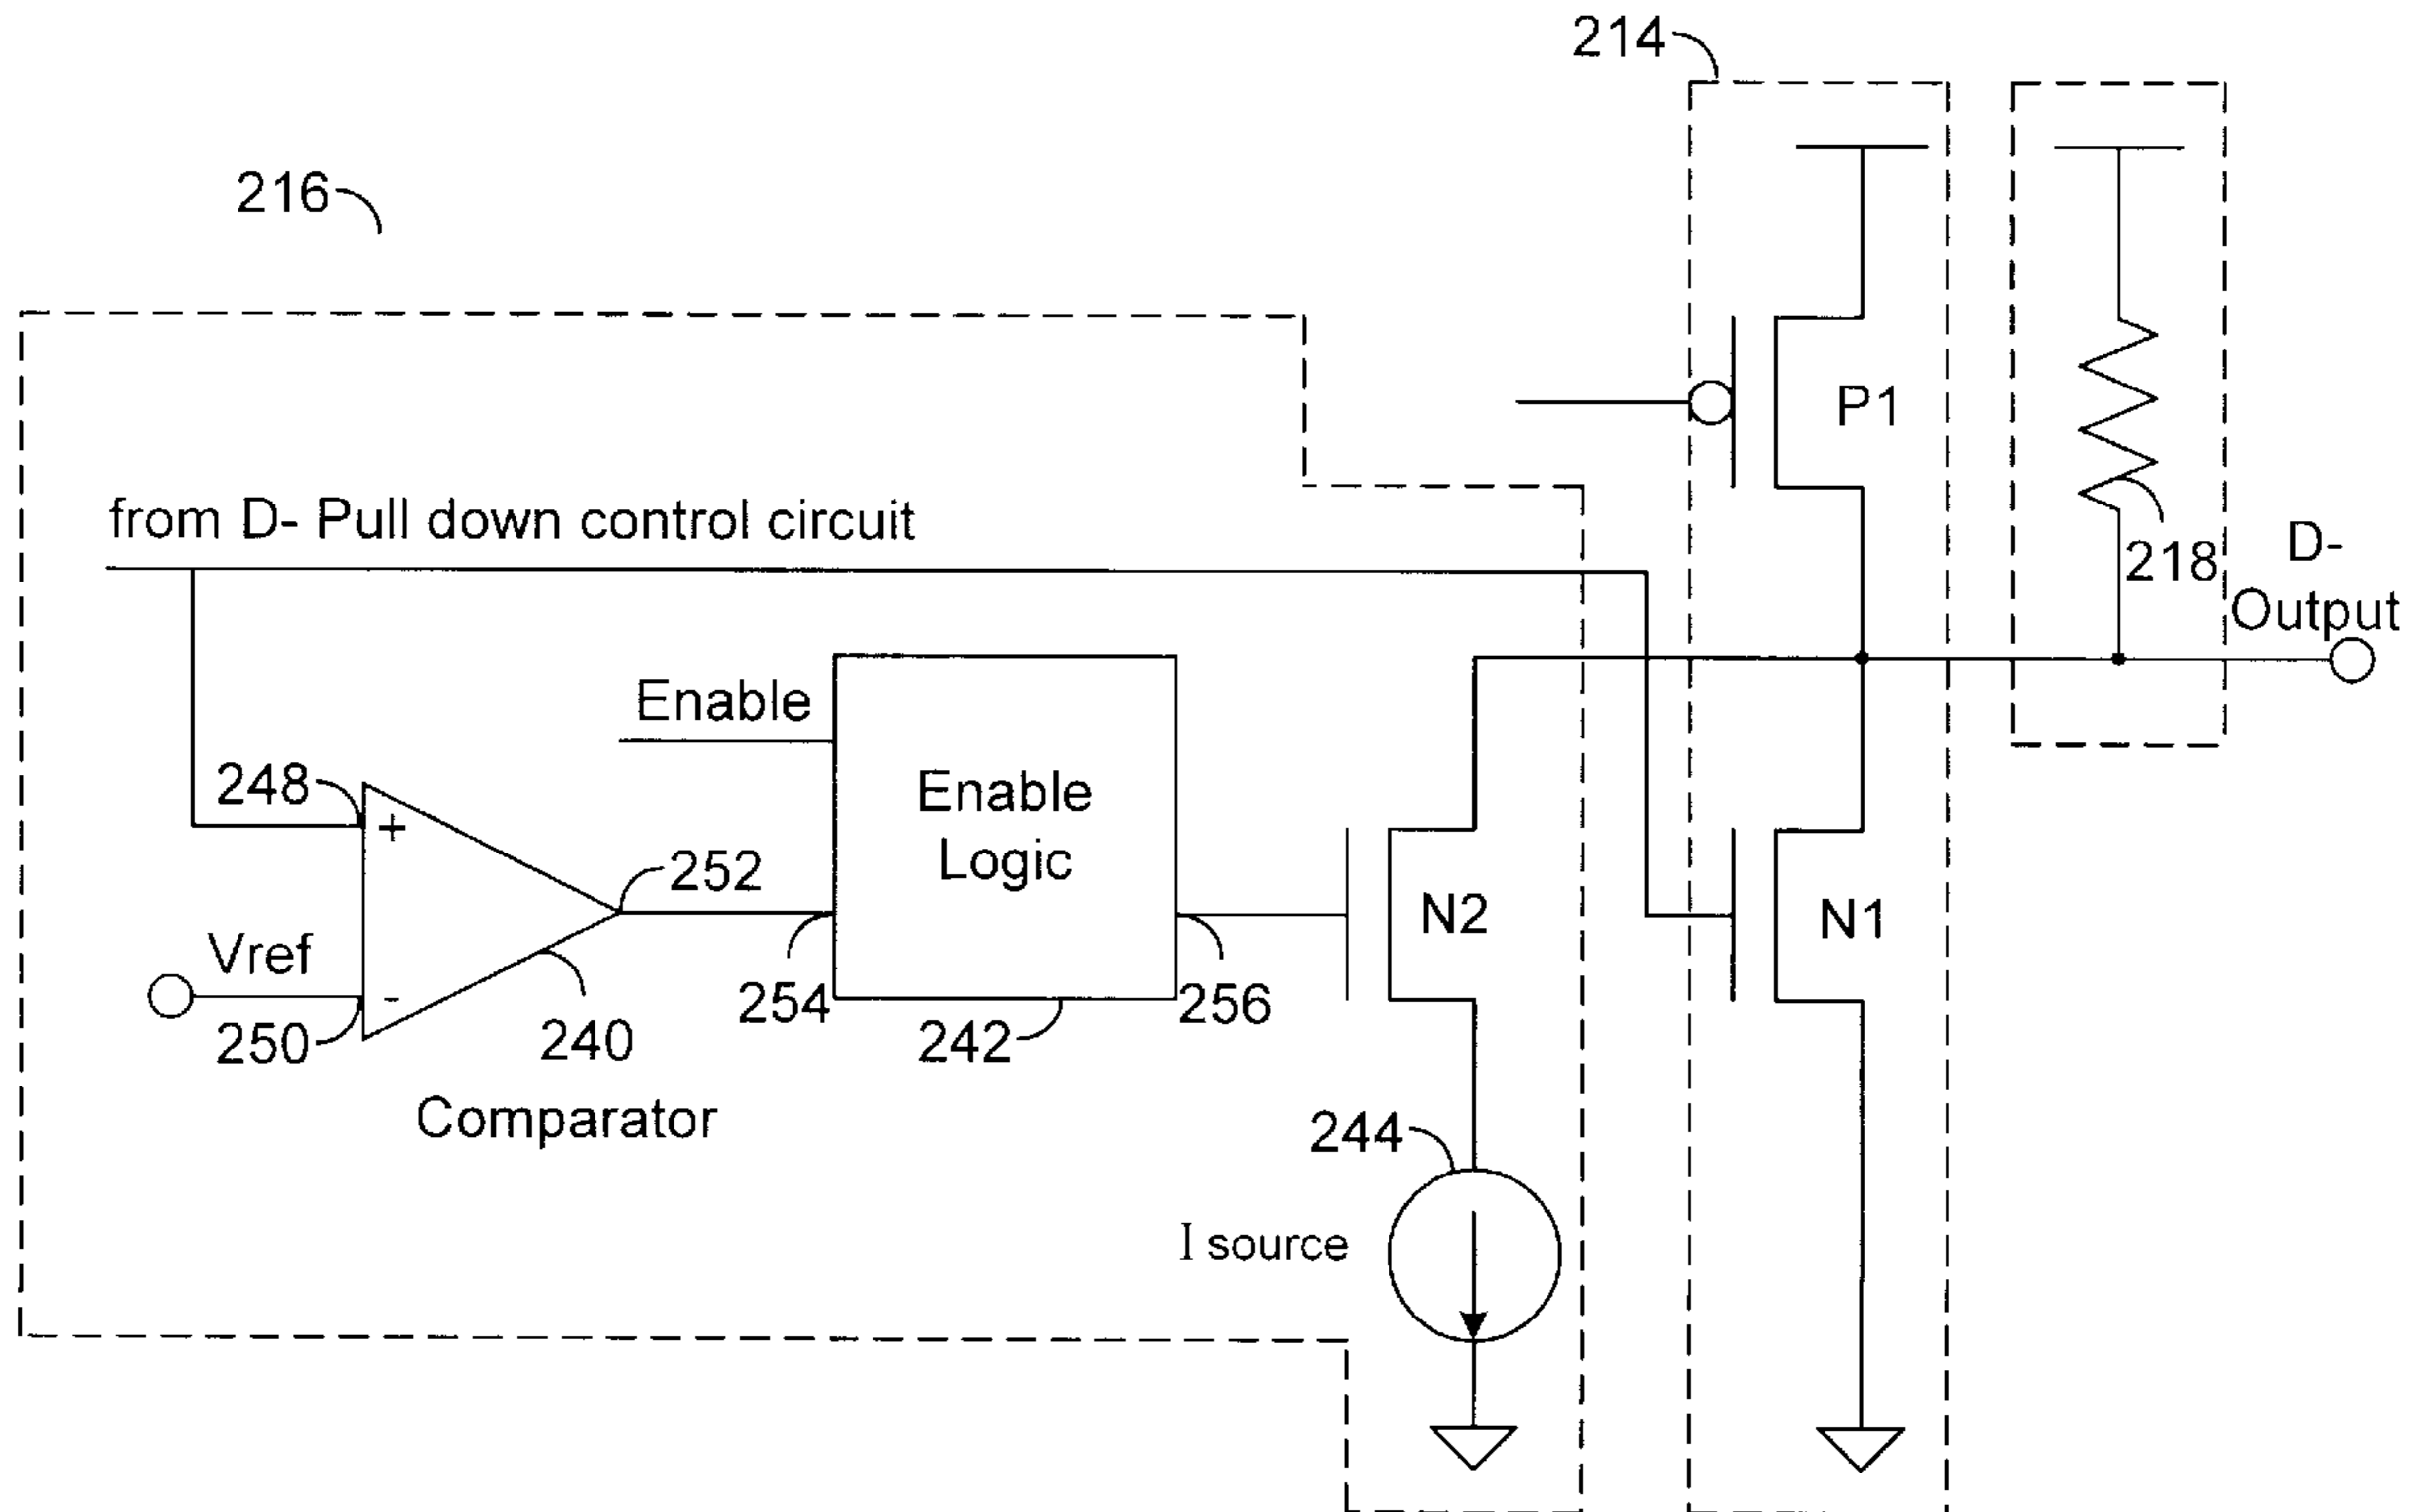 214
216
P1
from D- Pull down control circuit
218
D-
Output
Enable
Enable
Logic
248
+
252
N2
N1
Vref
-
250
240
254
242
256
Comparator
244
I source